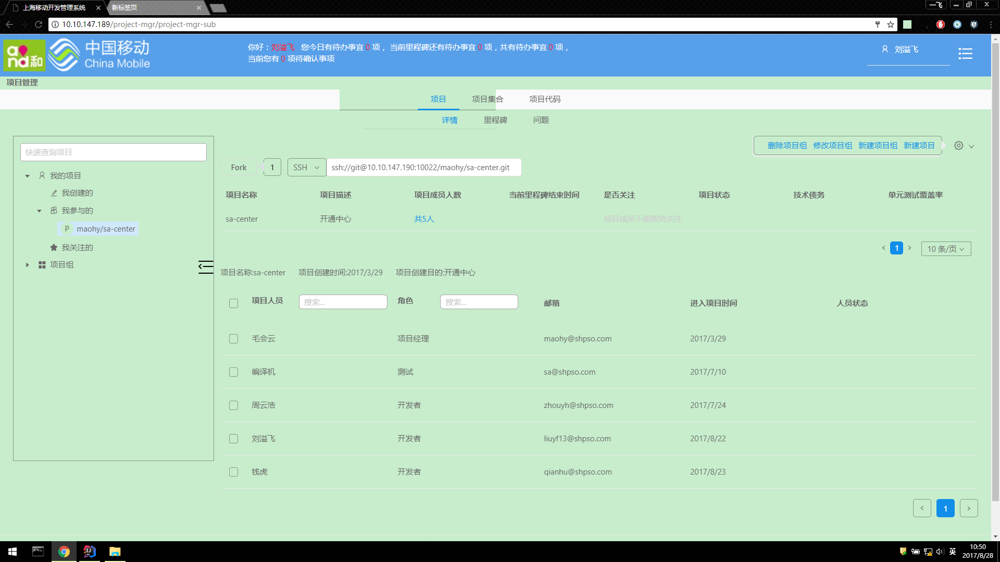 上海移动开发管理系统
新标签页
一飞
10.10.147.189/project-mgr/project-mgr-sub
and和
中国移动
China Mobile
你好：刘溢飞 您今日有待办事宜 0 项， 当前里程碑还有待办事宜 0 项，共有待办事宜 0 项，
当前您有 0 项待确认事项
刘溢飞
项目管理
项目 项目集合 项目代码
详情 里程碑 问题
快速查询项目
我的项目
我创建的
我参与的
P maohy/sa-center
我关注的
项目组
删除项目组 修改项目组 新建项目组 新建项目
Fork 1 SSH ssh://git@10.10.147.190:10022/maohy/sa-center.git
项目名称 项目描述 项目成员人数 当前里程碑结束时间 是否关注 项目状态 技术债务 单元测试覆盖率
sa-center 开通中心 共5人 项目成员不能取消关注
< 1 > 10 条/页
项目名称:sa-center 项目创建时间:2017/3/29 项目创建目的:开通中心
项目人员 搜索... 角色 搜索... 邮箱 进入项目时间 人员状态
毛会云 项目经理 maohy@shpso.com 2017/3/29
编译机 测试 sa@shpso.com 2017/7/10
周云浩 开发者 zhouyh@shpso.com 2017/7/24
刘溢飞 开发者 liuyf13@shpso.com 2017/8/22
钱虎 开发者 qianhu@shpso.com 2017/8/23
< 1 >
英
10:50
2017/8/28